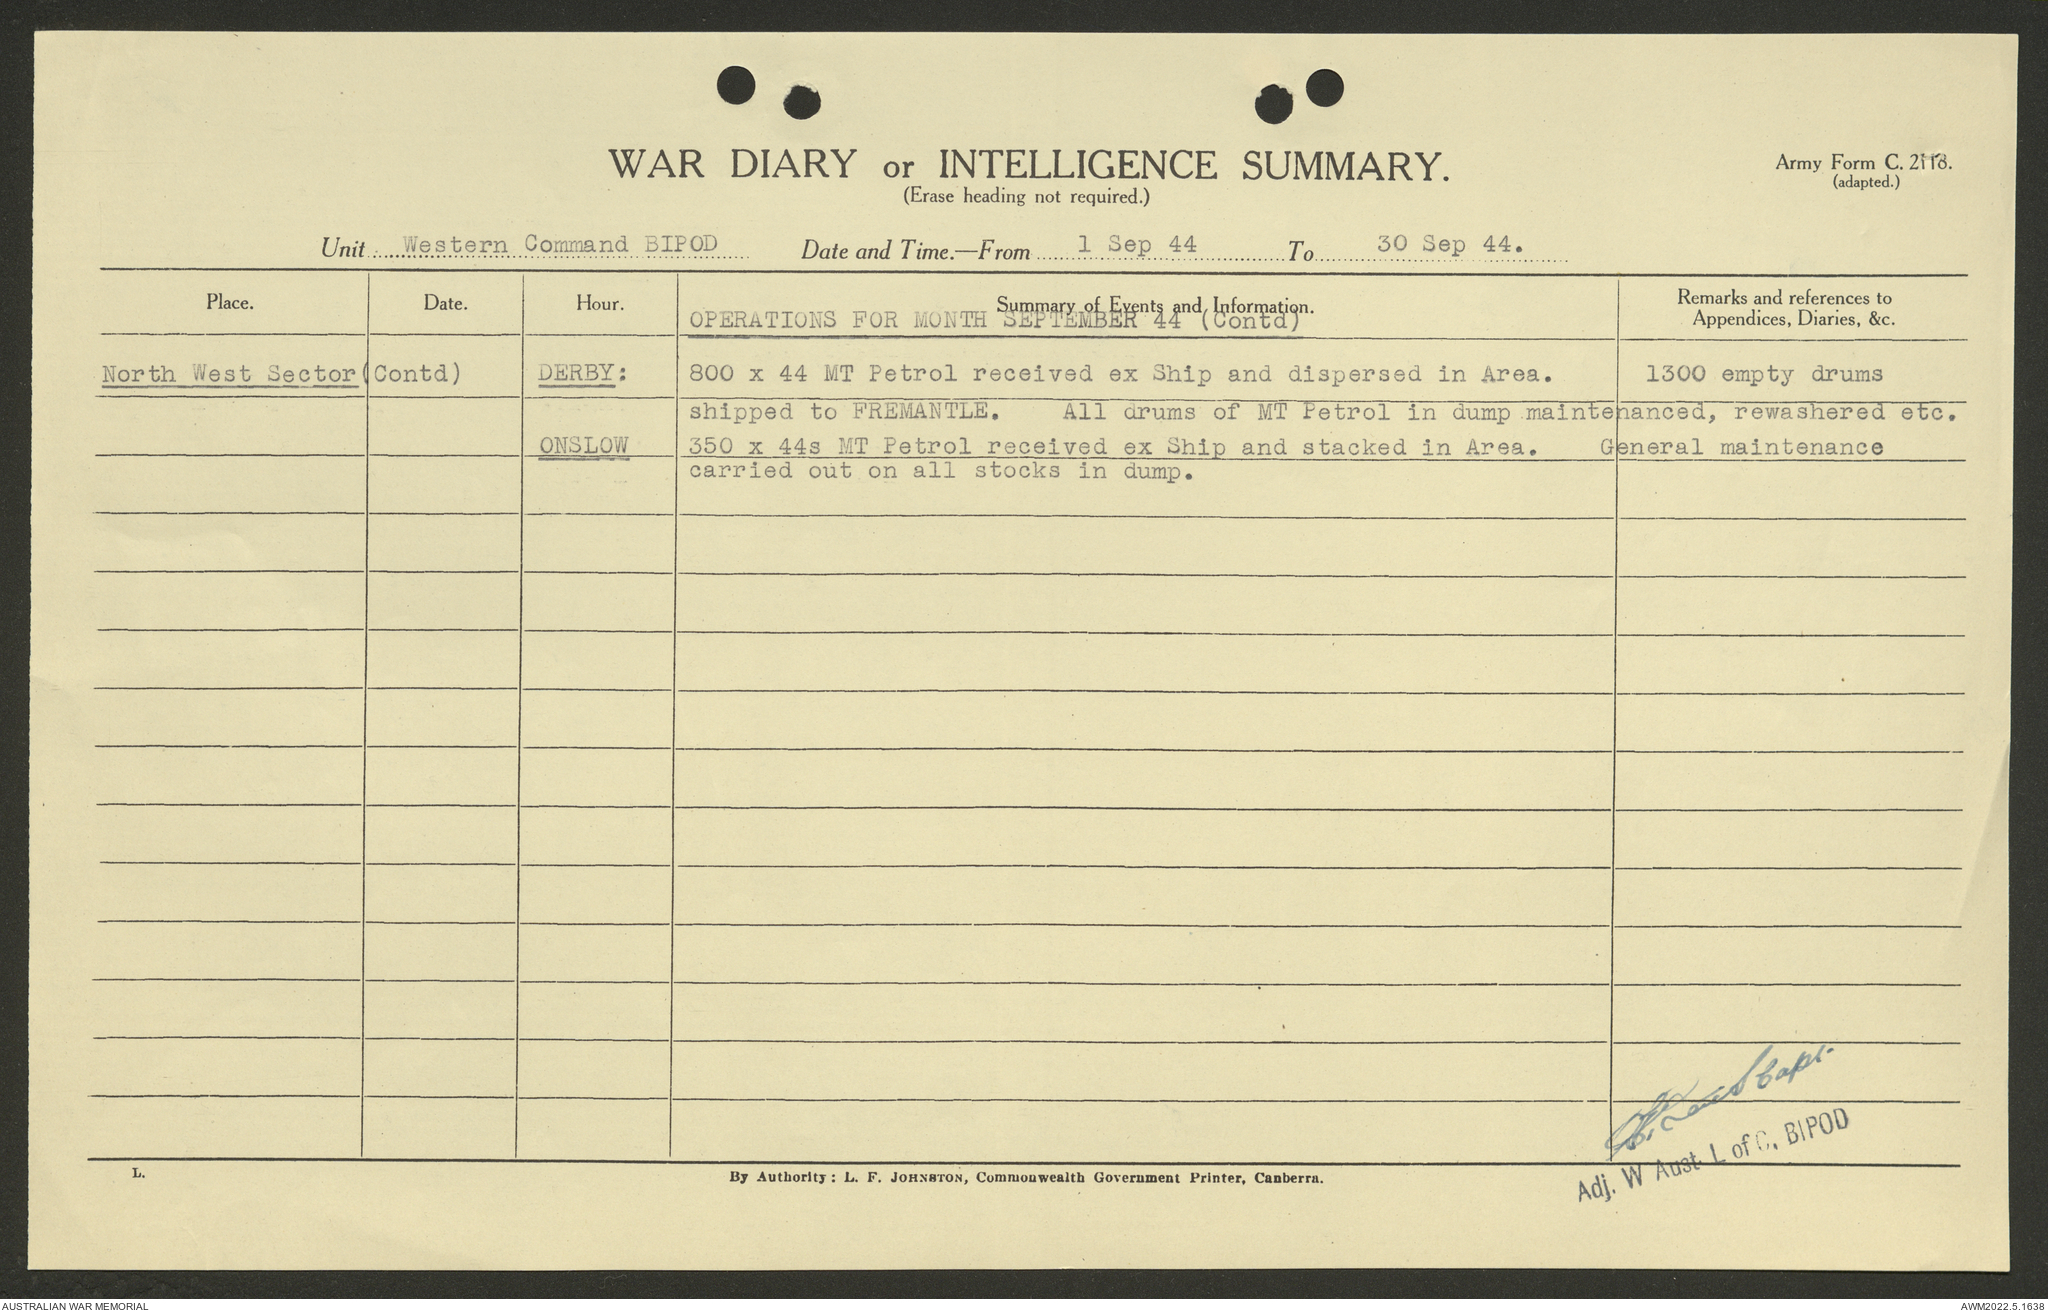 WAR DIARY or INTELLIGENCE SUMMARY.
(Erase heading not required.)
Army Form C. 2118.
(adapted.)
Unit Western Command BIPOD Date and Time.—From 1 Sep 44 To 30 Sep 44.
Place. Date. Hour. Summary of Events and Information. Remarks and references to
Appendices, Diaries, &c.
OPERATIONS FOR MONTH SEPTEMBER 44 (Contd)
North West Sector (Contd) DERBY: 800 x 44 MT Petrol received ex Ship and dispersed in Area. 1300 empty drums
shipped to FREMANTLE. All drums of MT Petrol in dump maintenanced, rewashered etc.
ONSLOW 350 x 44s MT Petrol received ex Ship and stacked in Area. General maintenance
carried out on all stocks in dump.
Capt.
Adj. W Aust. L of C, BIPOD
L. By Authority: L. F. JOHNSTON, Commonwealth Government Printer, Canberra.
AUSTRALIAN WAR MEMORIAL AWM2022.5.1638